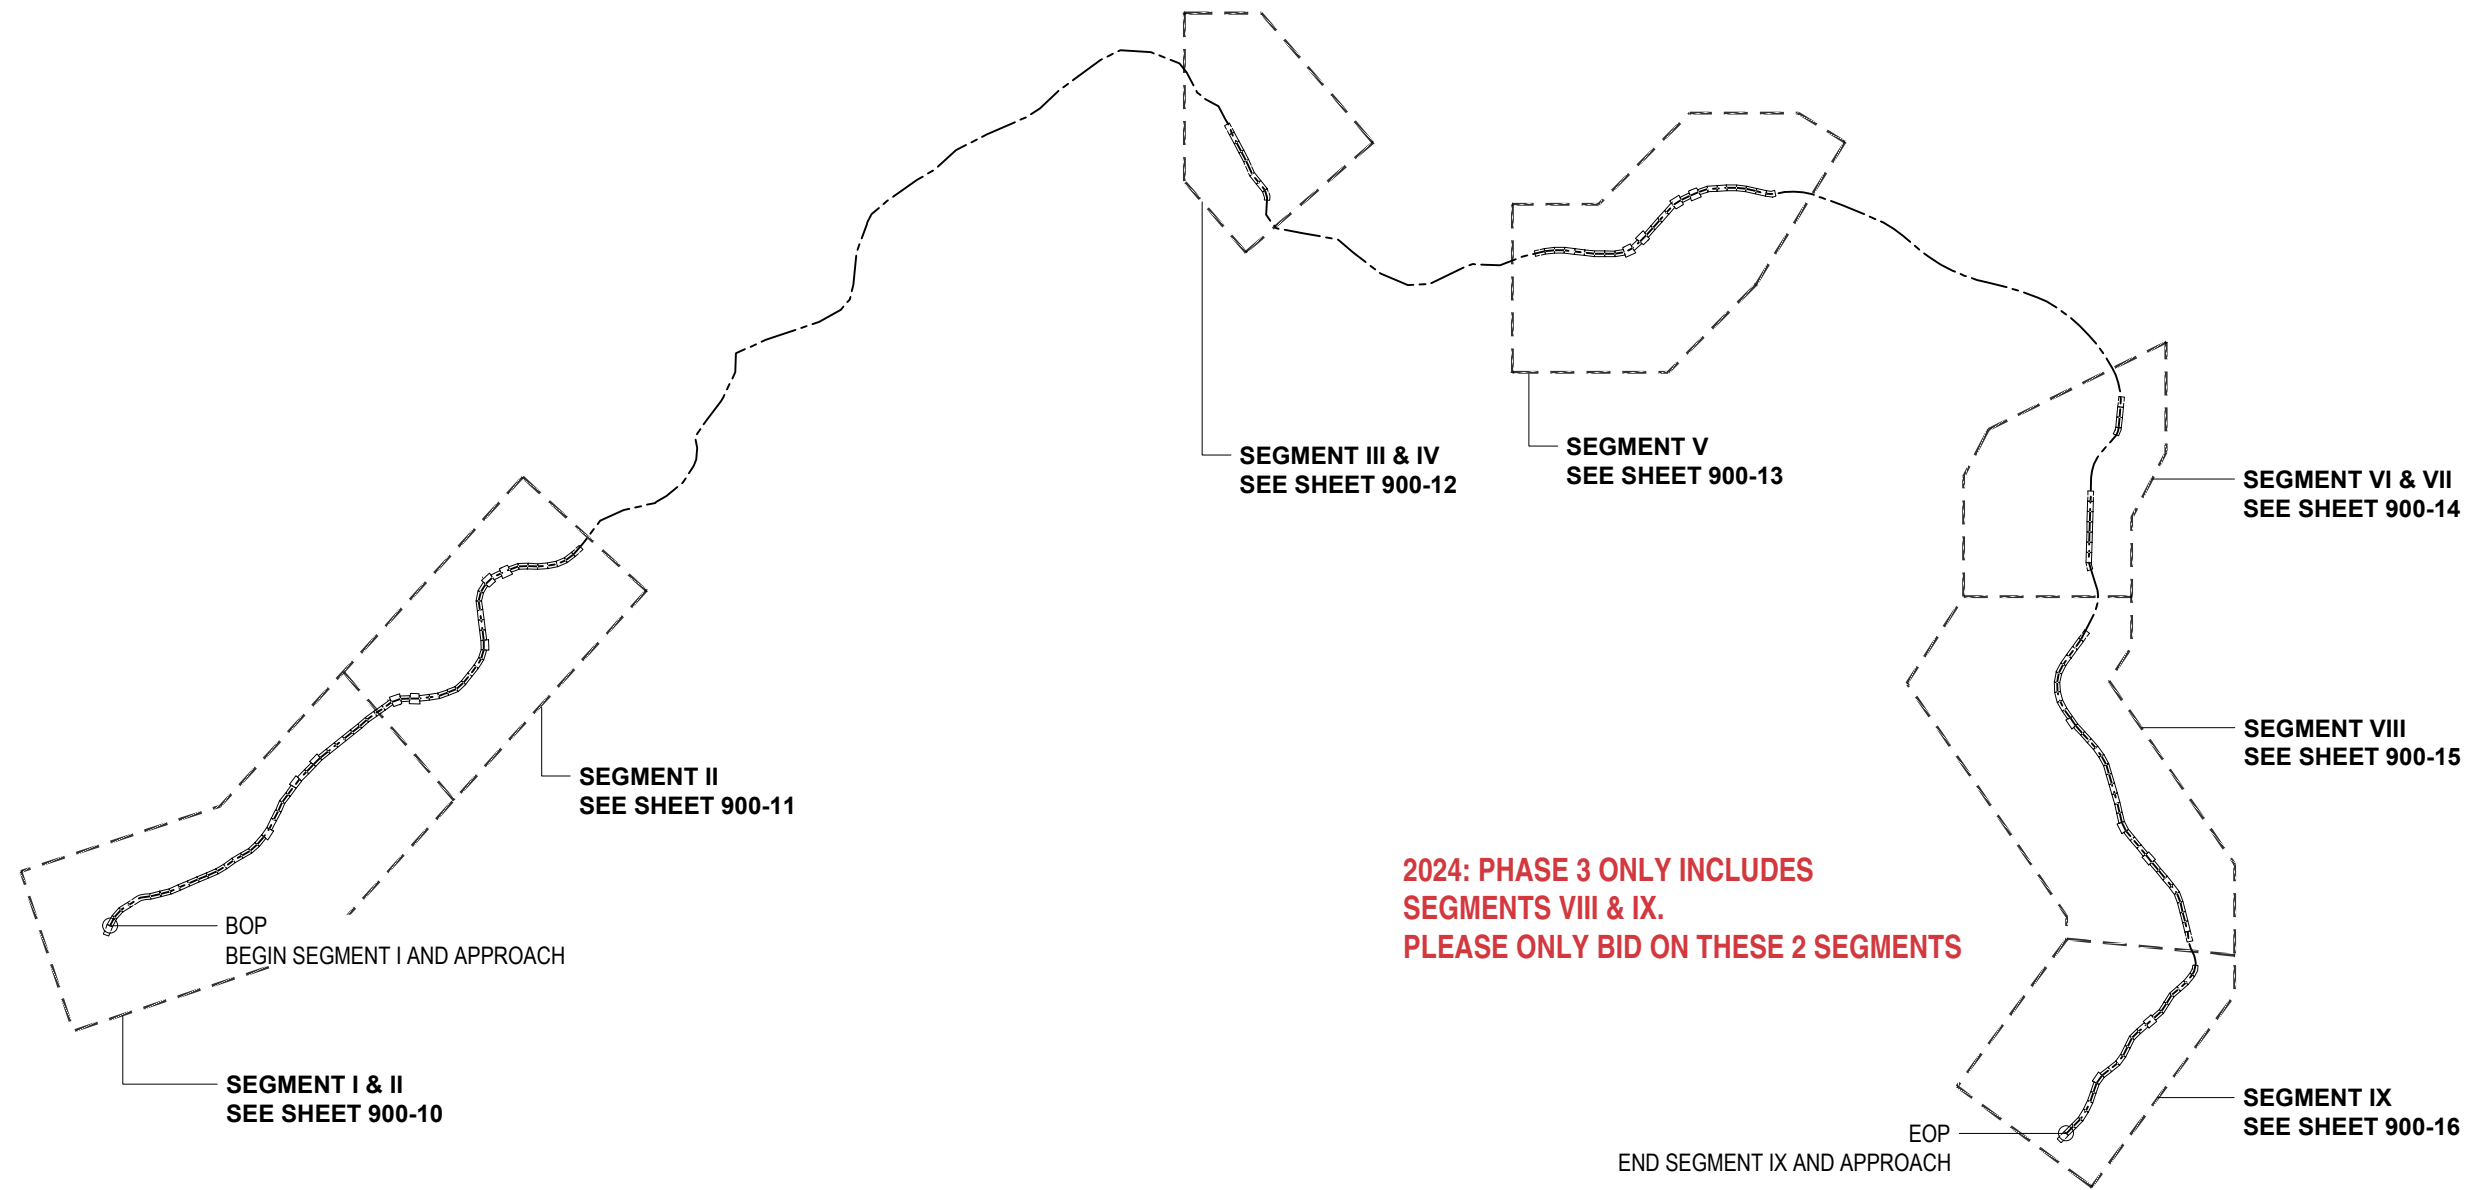 SEGMENT III & IV
SEE SHEET 900-12
SEGMENT V
SEE SHEET 900-13
SEGMENT VI & VII
SEE SHEET 900-14
SEGMENT II
SEE SHEET 900-11
SEGMENT VIII
SEE SHEET 900-15
2024: PHASE 3 ONLY INCLUDES
SEGMENTS VIII & IX.
PLEASE ONLY BID ON THESE 2 SEGMENTS
BOP
BEGIN SEGMENT I AND APPROACH
SEGMENT I & II
SEE SHEET 900-10
SEGMENT IX
SEE SHEET 900-16
EOP
END SEGMENT IX AND APPROACH